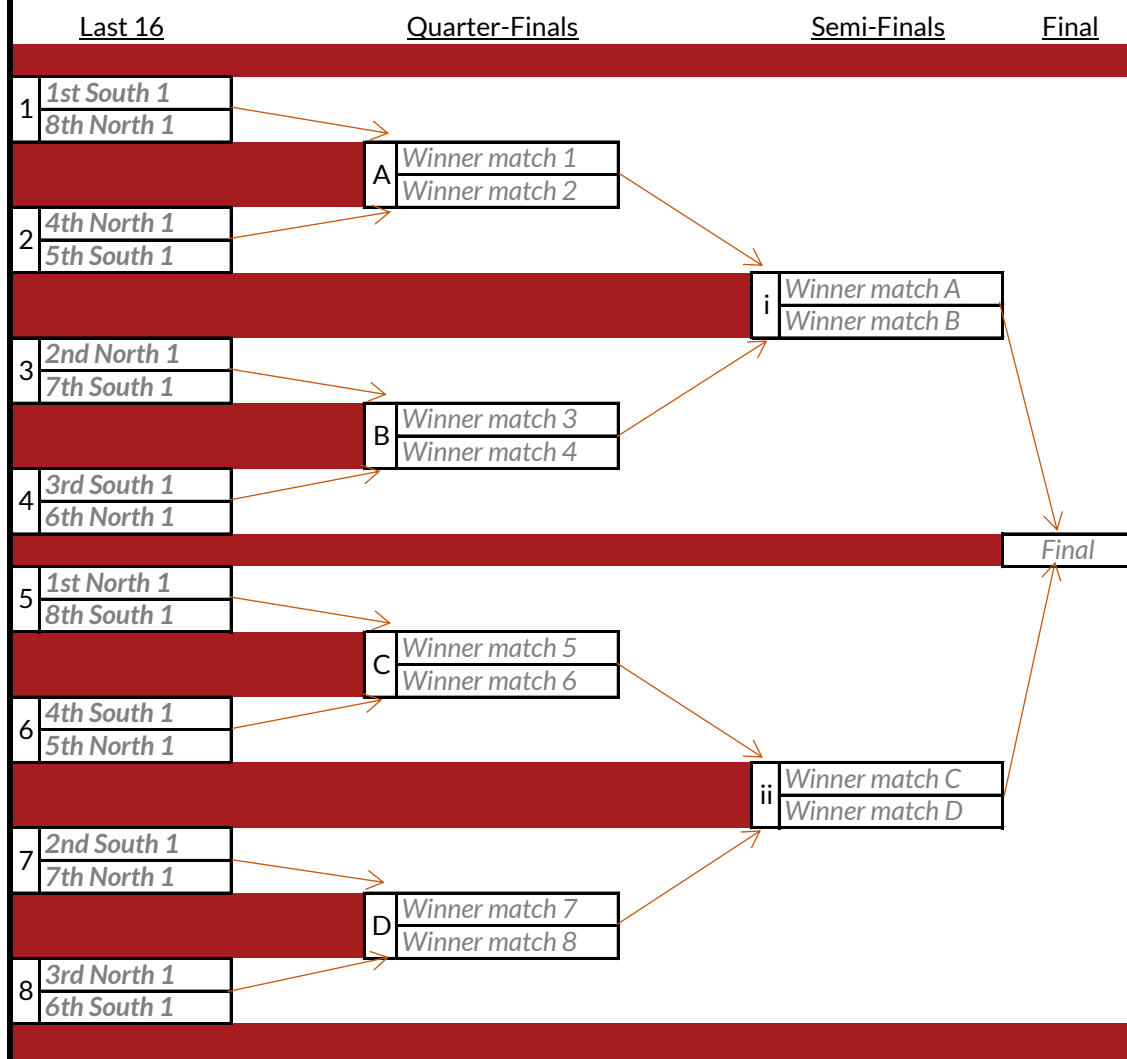 Last 16 Quarter-Finals Semi-Finals Final
1 1st South 1
8th North 1
A Winner match 1
Winner match 2
2 4th North 1
5th South 1
i Winner match A
Winner match B
3 2nd North 1
7th South 1
B Winner match 3
Winner match 4
4 3rd South 1
6th North 1
Final
5 1st North 1
8th South 1
C Winner match 5
Winner match 6
6 4th South 1
5th North 1
ii Winner match C
Winner match D
7 2nd South 1
7th North 1
D Winner match 7
Winner match 8
8 3rd North 1
6th South 1